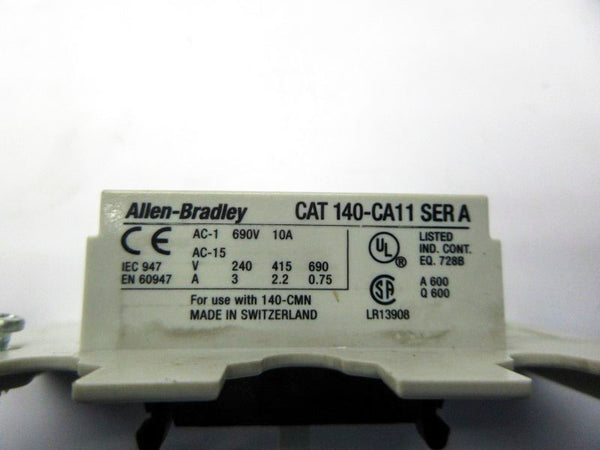 Allen-Bradley CAT 140-CA11 SER A
CE AC-1 690V 10A
AC-15
IEC 947 V 240 415 690
EN 60947 A 3 2.2 0.75
For use with 140-CMN
MADE IN SWITZERLAND
UL ® LISTED
IND. CONT.
EQ. 728B
SA A 600
Q 600
LR13908